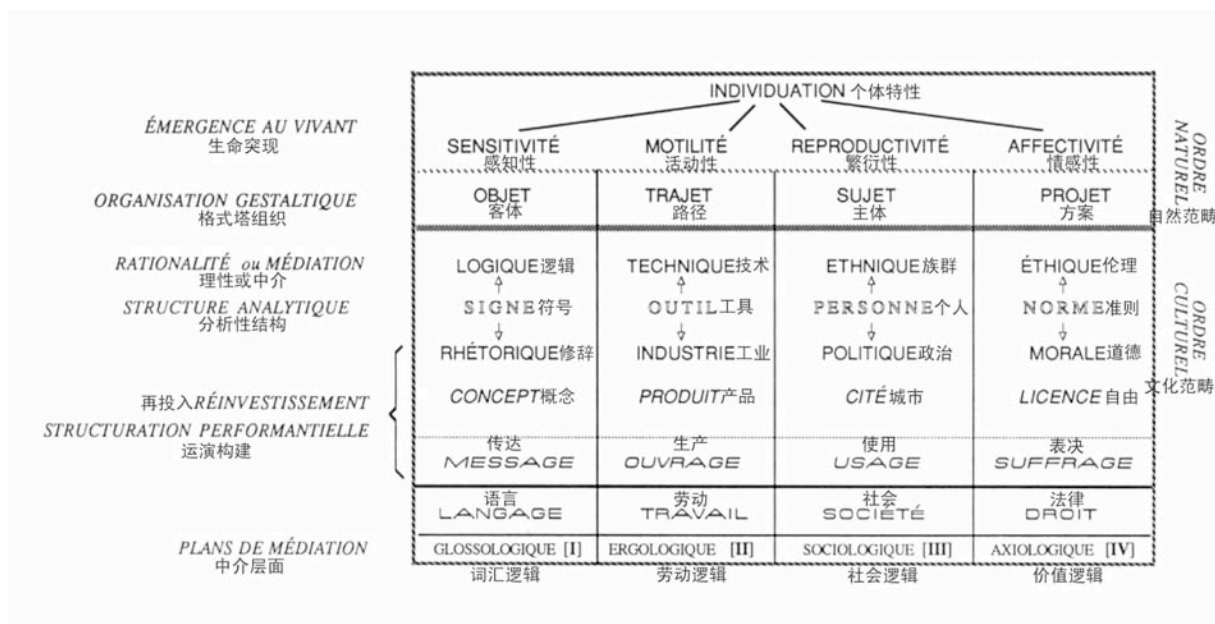 INDIVIDUATION 个体特性
ÉMERGENCE AU VIVANT
生命突现
SENSITIVITÉ MOTILITÉ REPRODUCTIVITÉ AFFECTIVITÉ
感知性 活动性 繁衍性 情感性
ORDRE NATUREL
自然范畴
ORGANISATION GESTALTIQUE
格式塔组织
OBJET TRAJET SUJET PROJET
客体 路径 主体 方案
RATIONALITÉ ou MÉDIATION
理性或中介
LOGIQUE逻辑 TECHNIQUE技术 ETHNIQUE族群 ÉTHIQUE伦理
STRUCTURE ANALYTIQUE
分析性结构
SIGNE符号 OUTIL工具 PERSONNE个人 NORME准则
ORDRE CULTUREL
文化范畴
RHÉTORIQUE修辞 INDUSTRIE工业 POLITIQUE政治 MORALE道德
再投入RÉINVESTISSEMENT
CONCEPT概念 PRODUIT产品 CITÉ城市 LICENCE自由
STRUCTURATION PERFORMANTIELLE
运演构建
传达 生产 使用 表决
MESSAGE OUVRAGE USAGE SUFFRAGE
语言 劳动 社会 法律
LANGAGE TRAVAIL SOCIÉTÉ DROIT
PLANS DE MÉDIATION
中介层面
GLOSSOLOGIQUE [I] ERGOLOGIQUE [II] SOCIOLOGIQUE [III] AXIOLOGIQUE [IV]
词汇逻辑 劳动逻辑 社会逻辑 价值逻辑